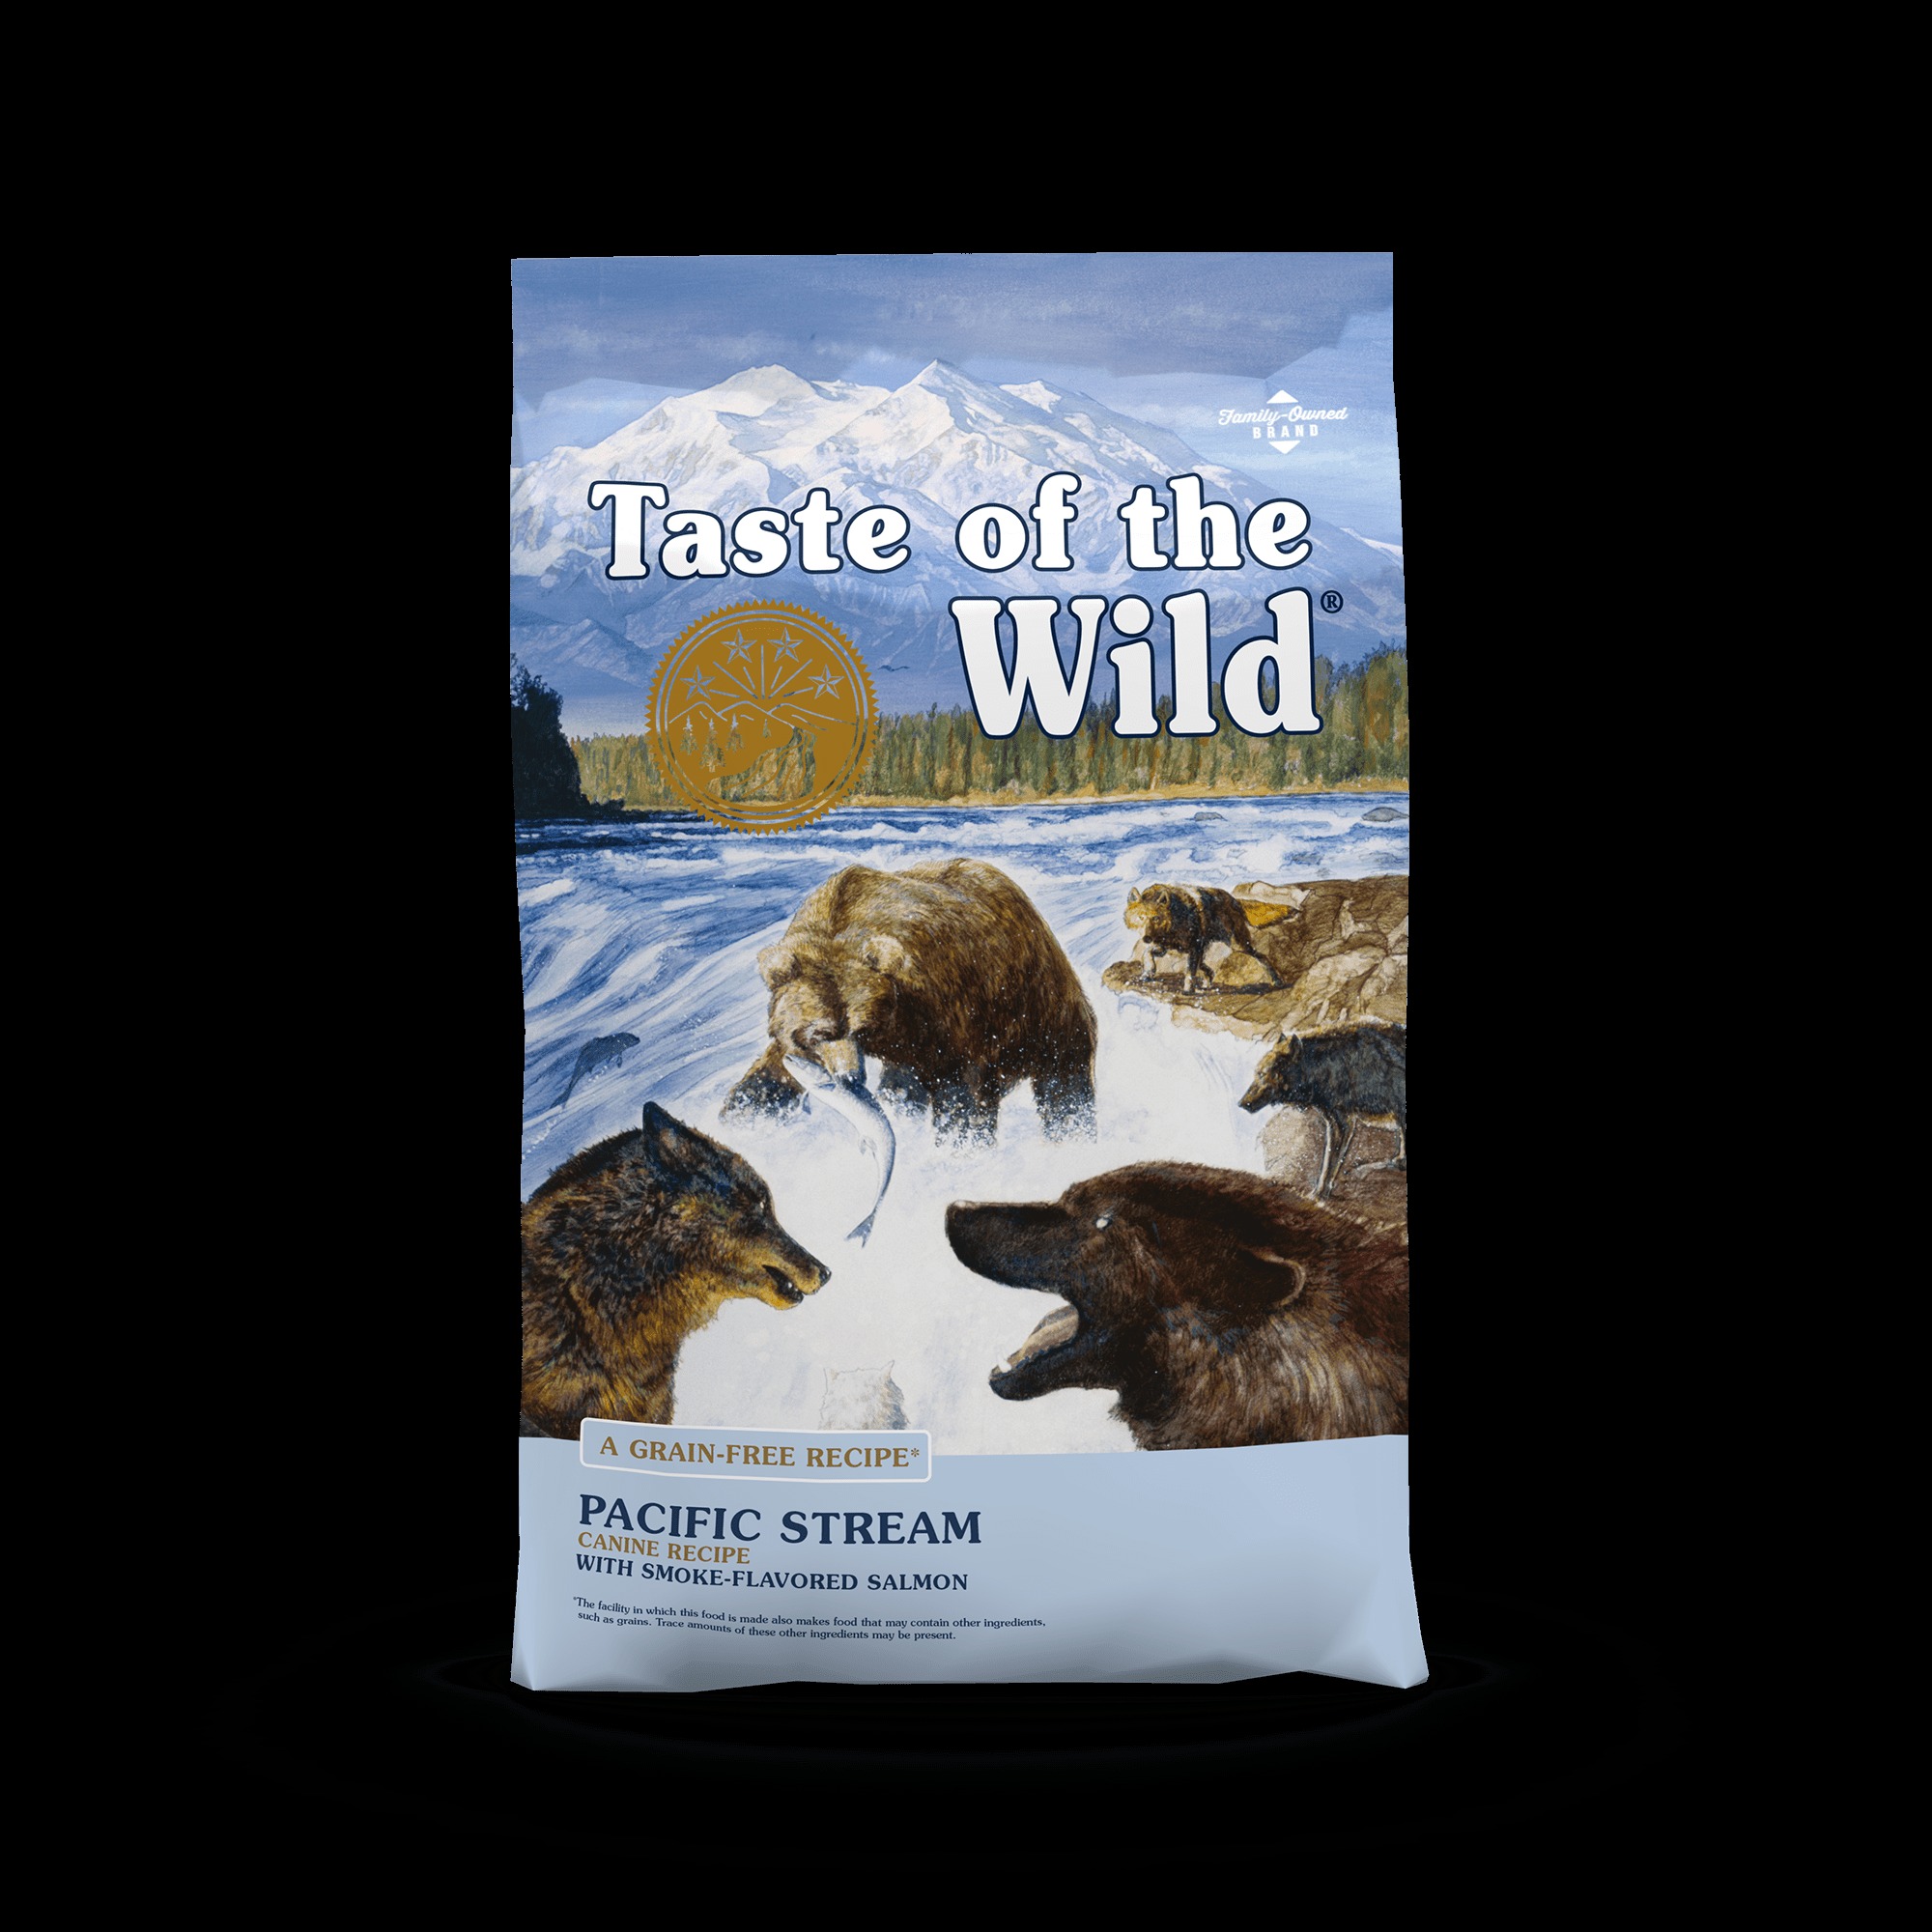 Family-Owned
BRAND
Taste of the
Wild®
A GRAIN-FREE RECIPE*
PACIFIC STREAM
CANINE RECIPE
WITH SMOKE-FLAVORED SALMON
*The facility in which this food is made also makes food that may contain other ingredients,
such as grains. Trace amounts of these other ingredients may be present.